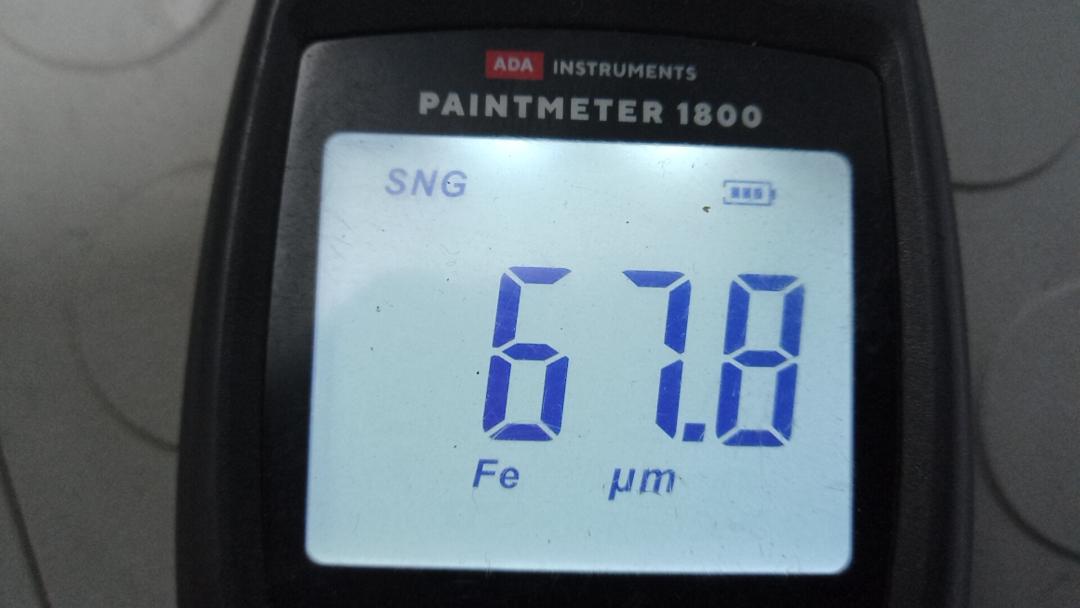 ADA INSTRUMENTS
PAINTMETER 1800
SNG
67.8
Fe µm